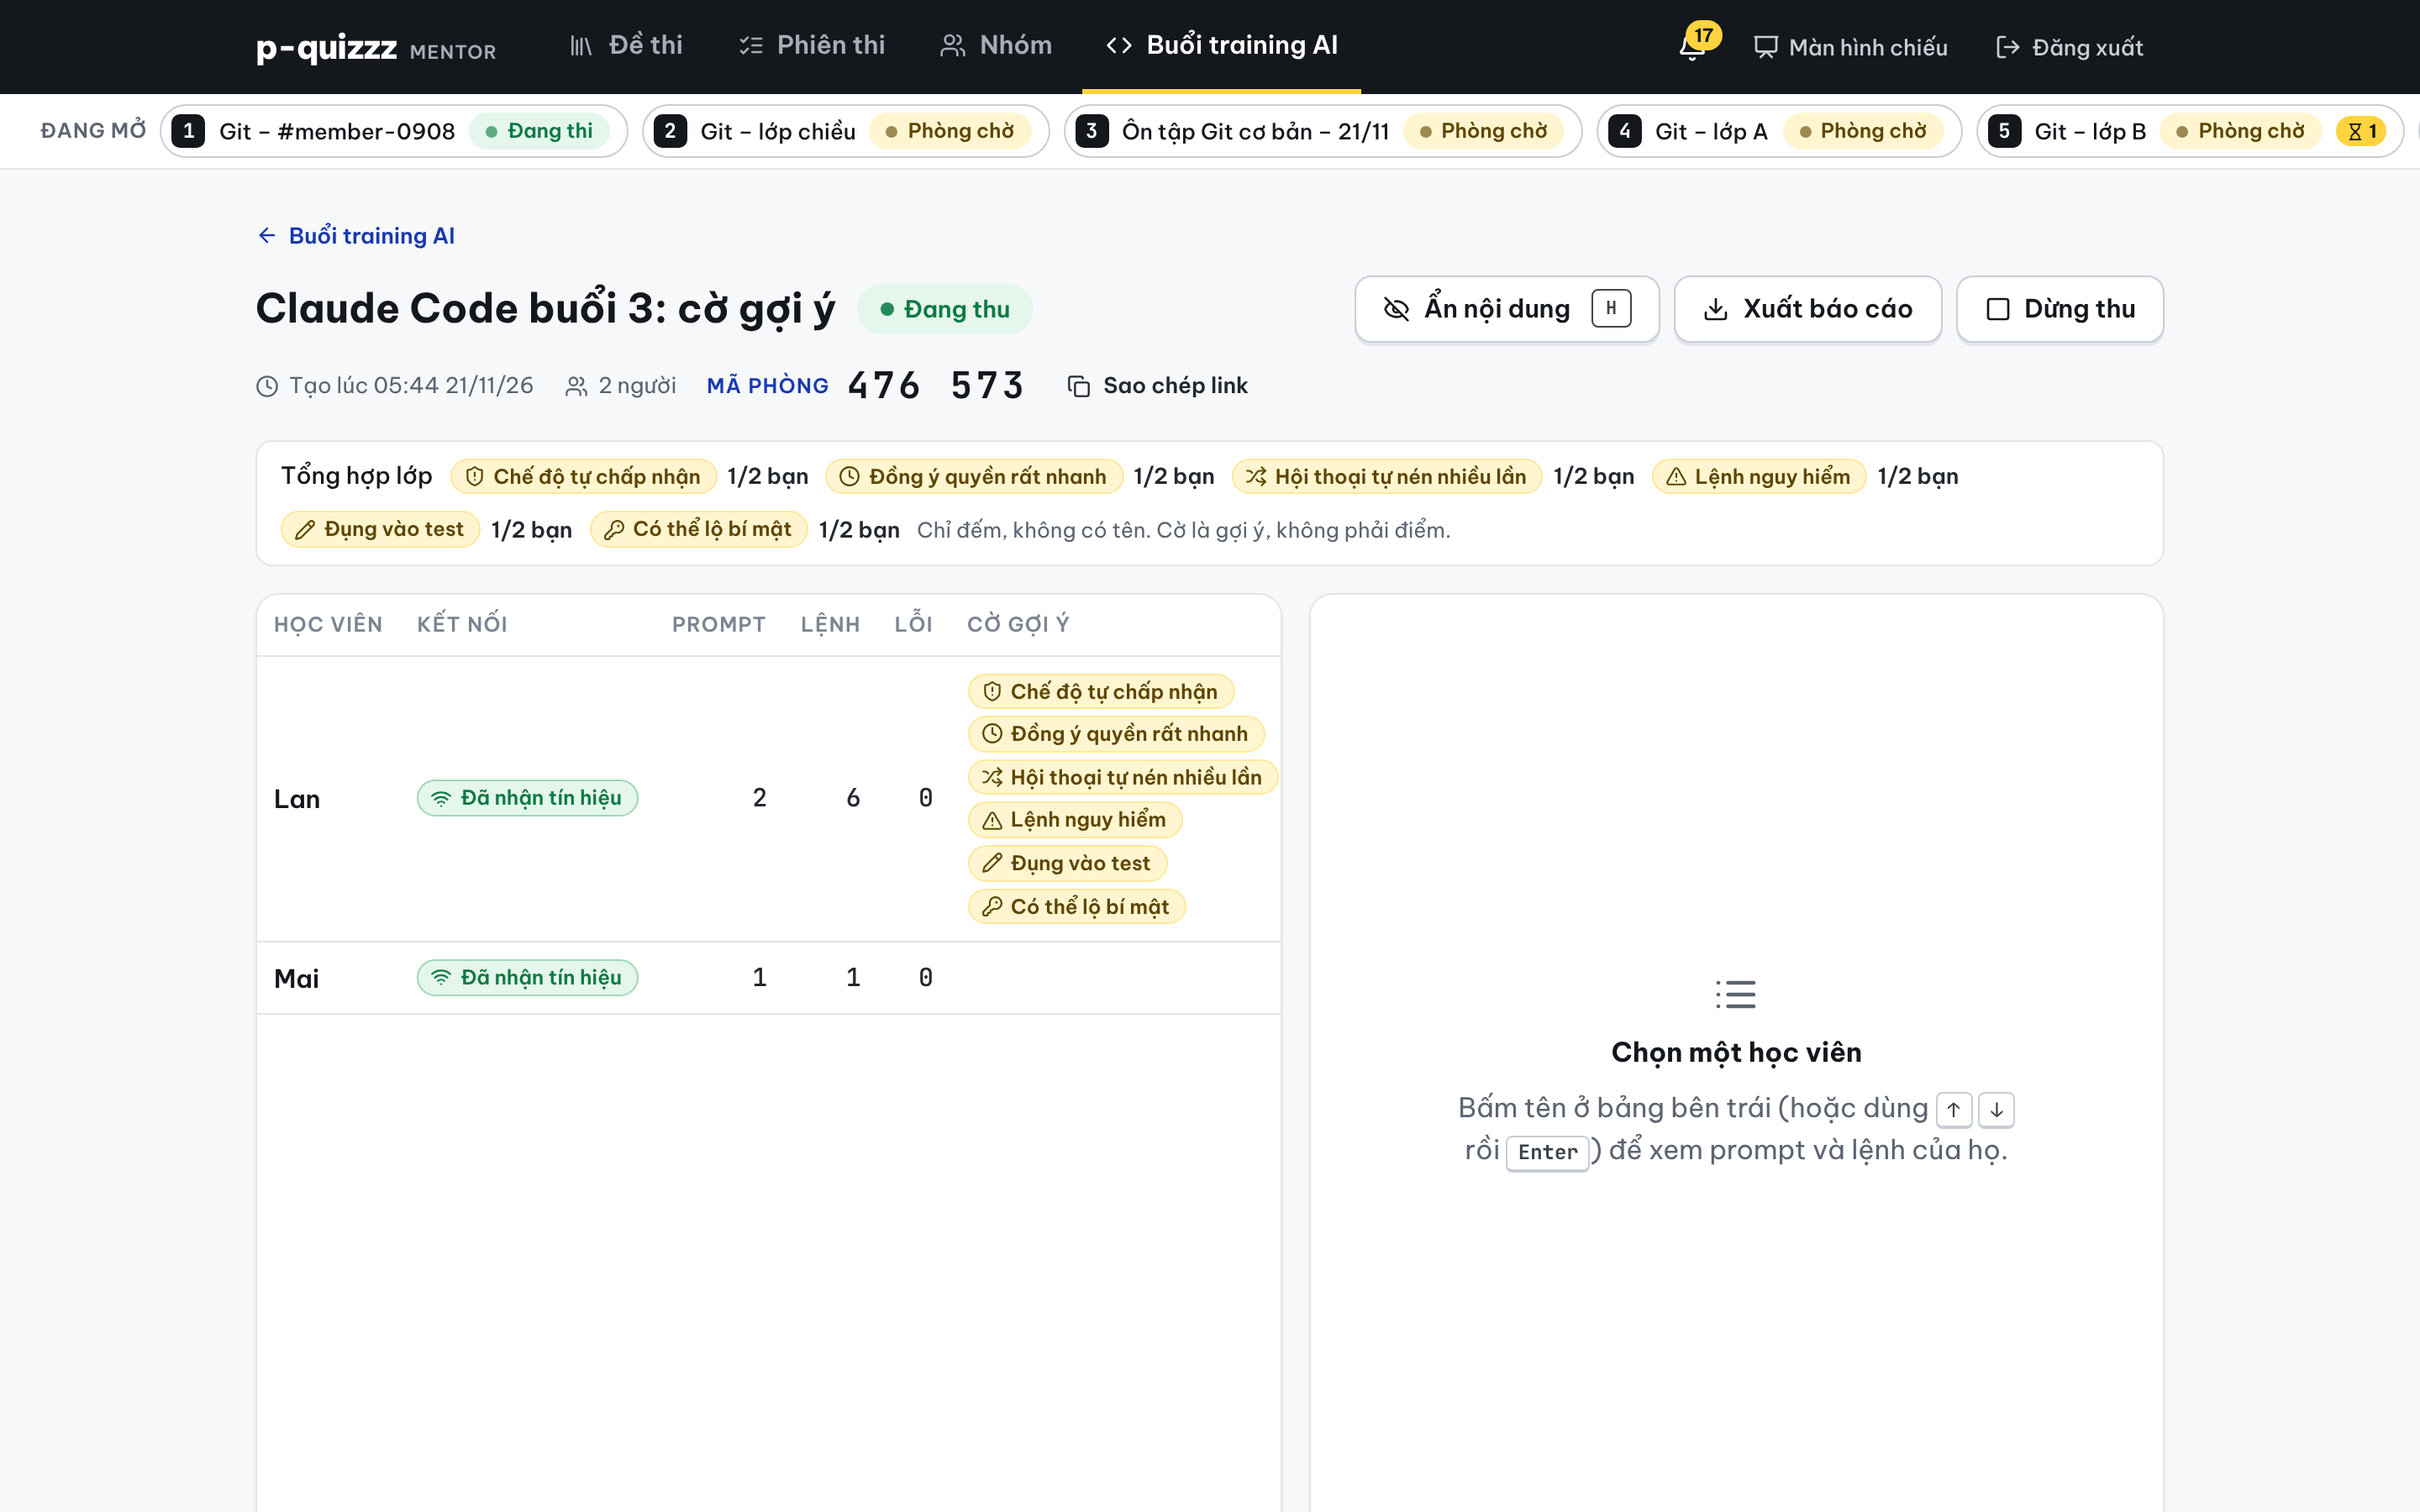 p-quizzz MENTOR Đề thi Phiên thi Nhóm Buổi training AI 17 Màn hình chiếu Đăng xuất
ĐANG MỞ 1 Git – #member-0908 Đang thi 2 Git – lớp chiều Phòng chờ 3 Ôn tập Git cơ bản – 21/11 Phòng chờ 4 Git – lớp A Phòng chờ 5 Git – lớp B Phòng chờ 1
Buổi training AI
Claude Code buổi 3: cờ gợi ý Đang thu Ẩn nội dung H Xuất báo cáo Dừng thu
Tạo lúc 05:44 21/11/26 2 người MÃ PHÒNG 476 573 Sao chép link
Tổng hợp lớp Chế độ tự chấp nhận 1/2 bạn Đồng ý quyền rất nhanh 1/2 bạn Hội thoại tự nén nhiều lần 1/2 bạn Lệnh nguy hiểm 1/2 bạn
Đụng vào test 1/2 bạn Có thể lộ bí mật 1/2 bạn Chỉ đếm, không có tên. Cờ là gợi ý, không phải điểm.
HỌC VIÊN KẾT NỐI PROMPT LỆNH LỖI CỜ GỢI Ý
Chế độ tự chấp nhận
Đồng ý quyền rất nhanh
Hội thoại tự nén nhiều lần
Lan Đã nhận tín hiệu 2 6 0
Lệnh nguy hiểm
Đụng vào test
Có thể lộ bí mật
Mai Đã nhận tín hiệu 1 1 0
Chọn một học viên
Bấm tên ở bảng bên trái (hoặc dùng ↑ ↓
rồi Enter) để xem prompt và lệnh của họ.